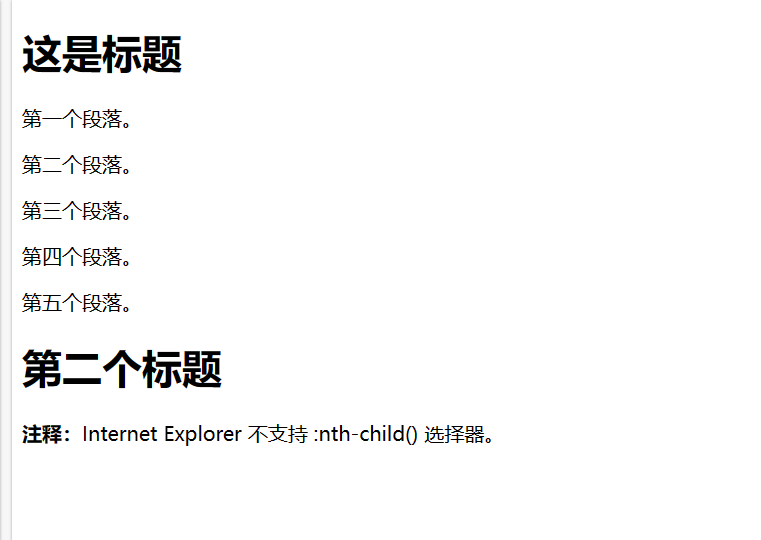 这是标题
第一个段落。
第二个段落。
第三个段落。
第四个段落。
第五个段落。
第二个标题
注释：Internet Explorer 不支持 :nth-child() 选择器。